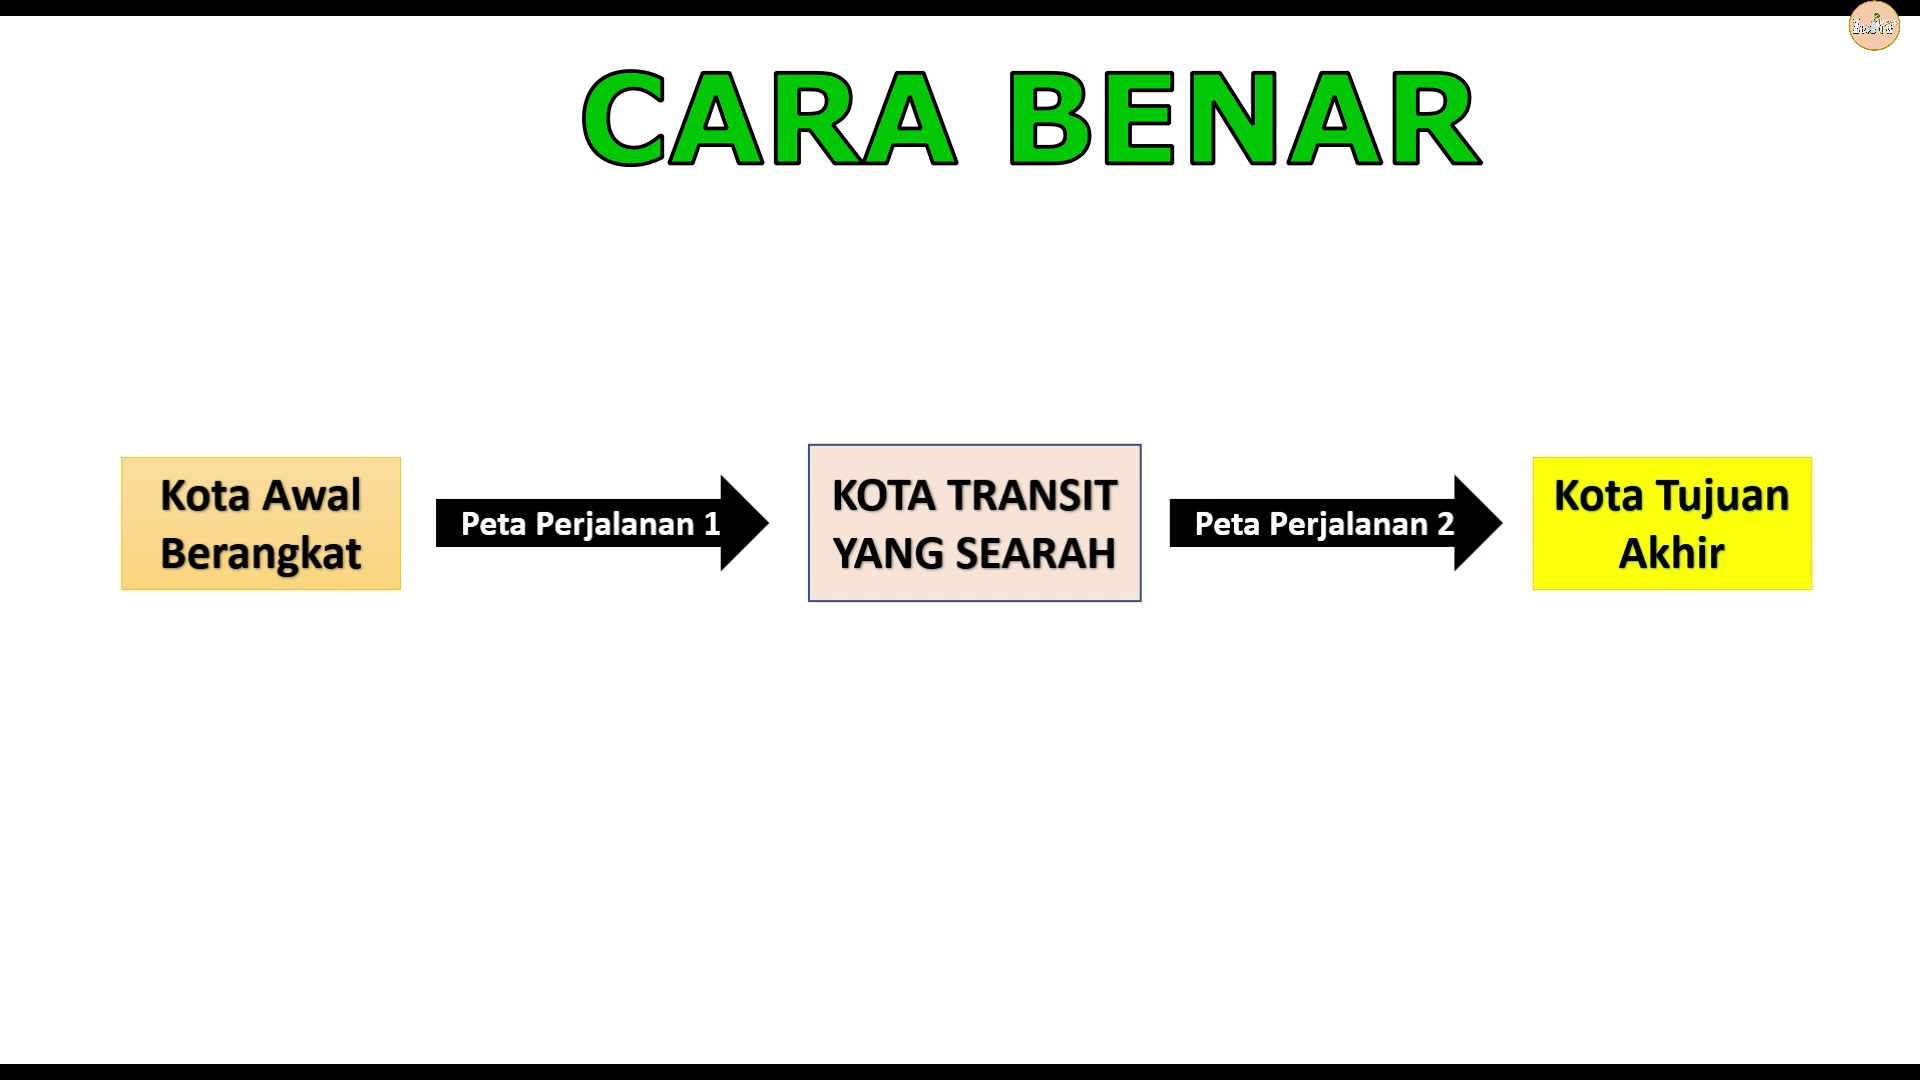 CARA BENAR
Kota Awal
Berangkat
Peta Perjalanan 1
KOTA TRANSIT
YANG SEARAH
Peta Perjalanan 2
Kota Tujuan
Akhir